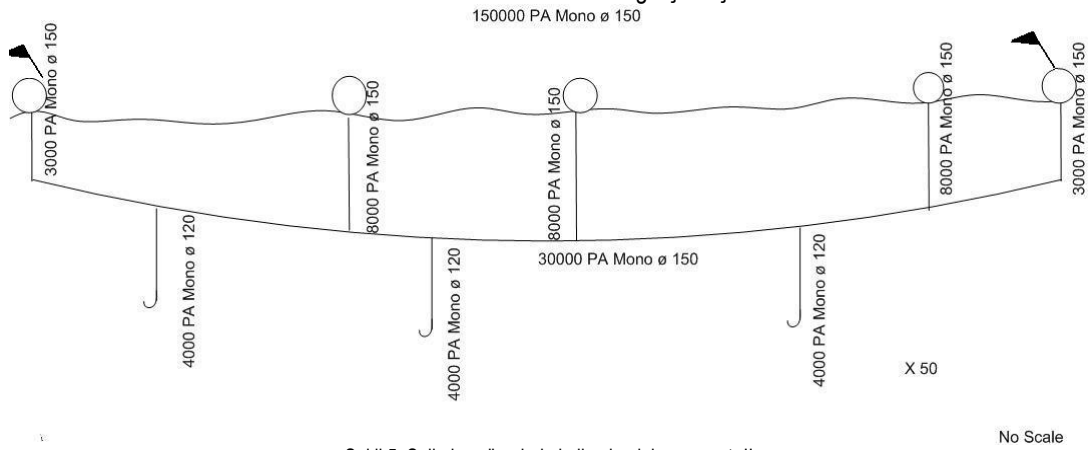 150000 PA Mono ø 150
3000 PA Mono ø 150
8000 PA Mono ø 150
8000 PA Mono ø 150
8000 PA Mono ø 150
3000 PA Mono ø 150
30000 PA Mono ø 150
4000 PA Mono ø 120
4000 PA Mono ø 120
4000 PA Mono ø 120
X 50
No Scale